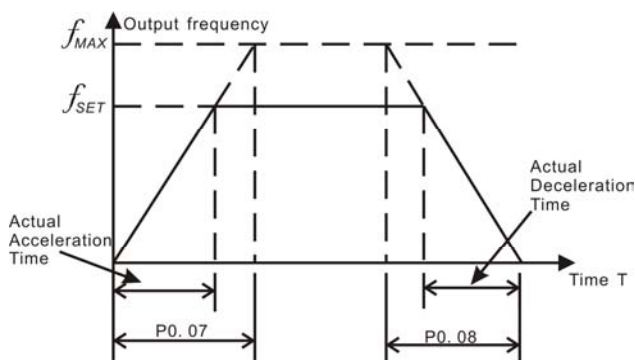 Output frequency
fMAX
fSET
Actual
Deceleration
Time
Actual
Acceleration
Time
Time T
P0. 07
P0. 08